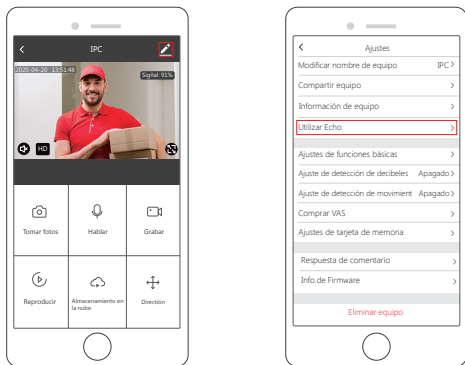 IPC
2020-04-20 13:51:48
Signal: 91%
HD
Tomar fotos
Hablar
Grabar
Reproducir
Almacenamiento en
la nube
Directión
Ajustes
Modificar nombre de equipo IPC
Compartir equipo
Información de equipo
Utilizar Echo
Ajustes de funciones básicas
Ajuste de detección de decibeles Apagado
Ajuste de detección de movimient Apagado
Comprar VAS
Ajustes de tarjeta de memoria
Respuesta de comentario
Info.de Firmware
Eliminar equipo